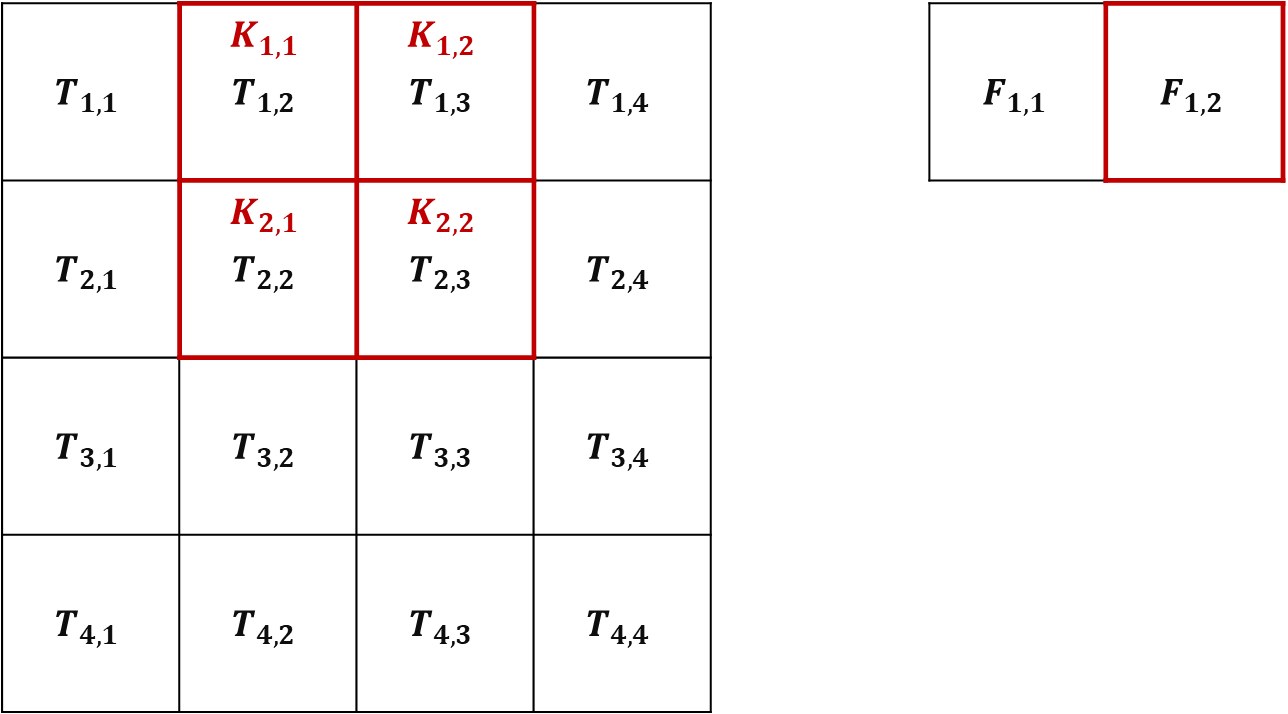 K1,1 K1,2
T1,1 T1,2 T1,3 T1,4 F1,1 F1,2
K2,1 K2,2
T2,1 T2,2 T2,3 T2,4
T3,1 T3,2 T3,3 T3,4
T4,1 T4,2 T4,3 T4,4